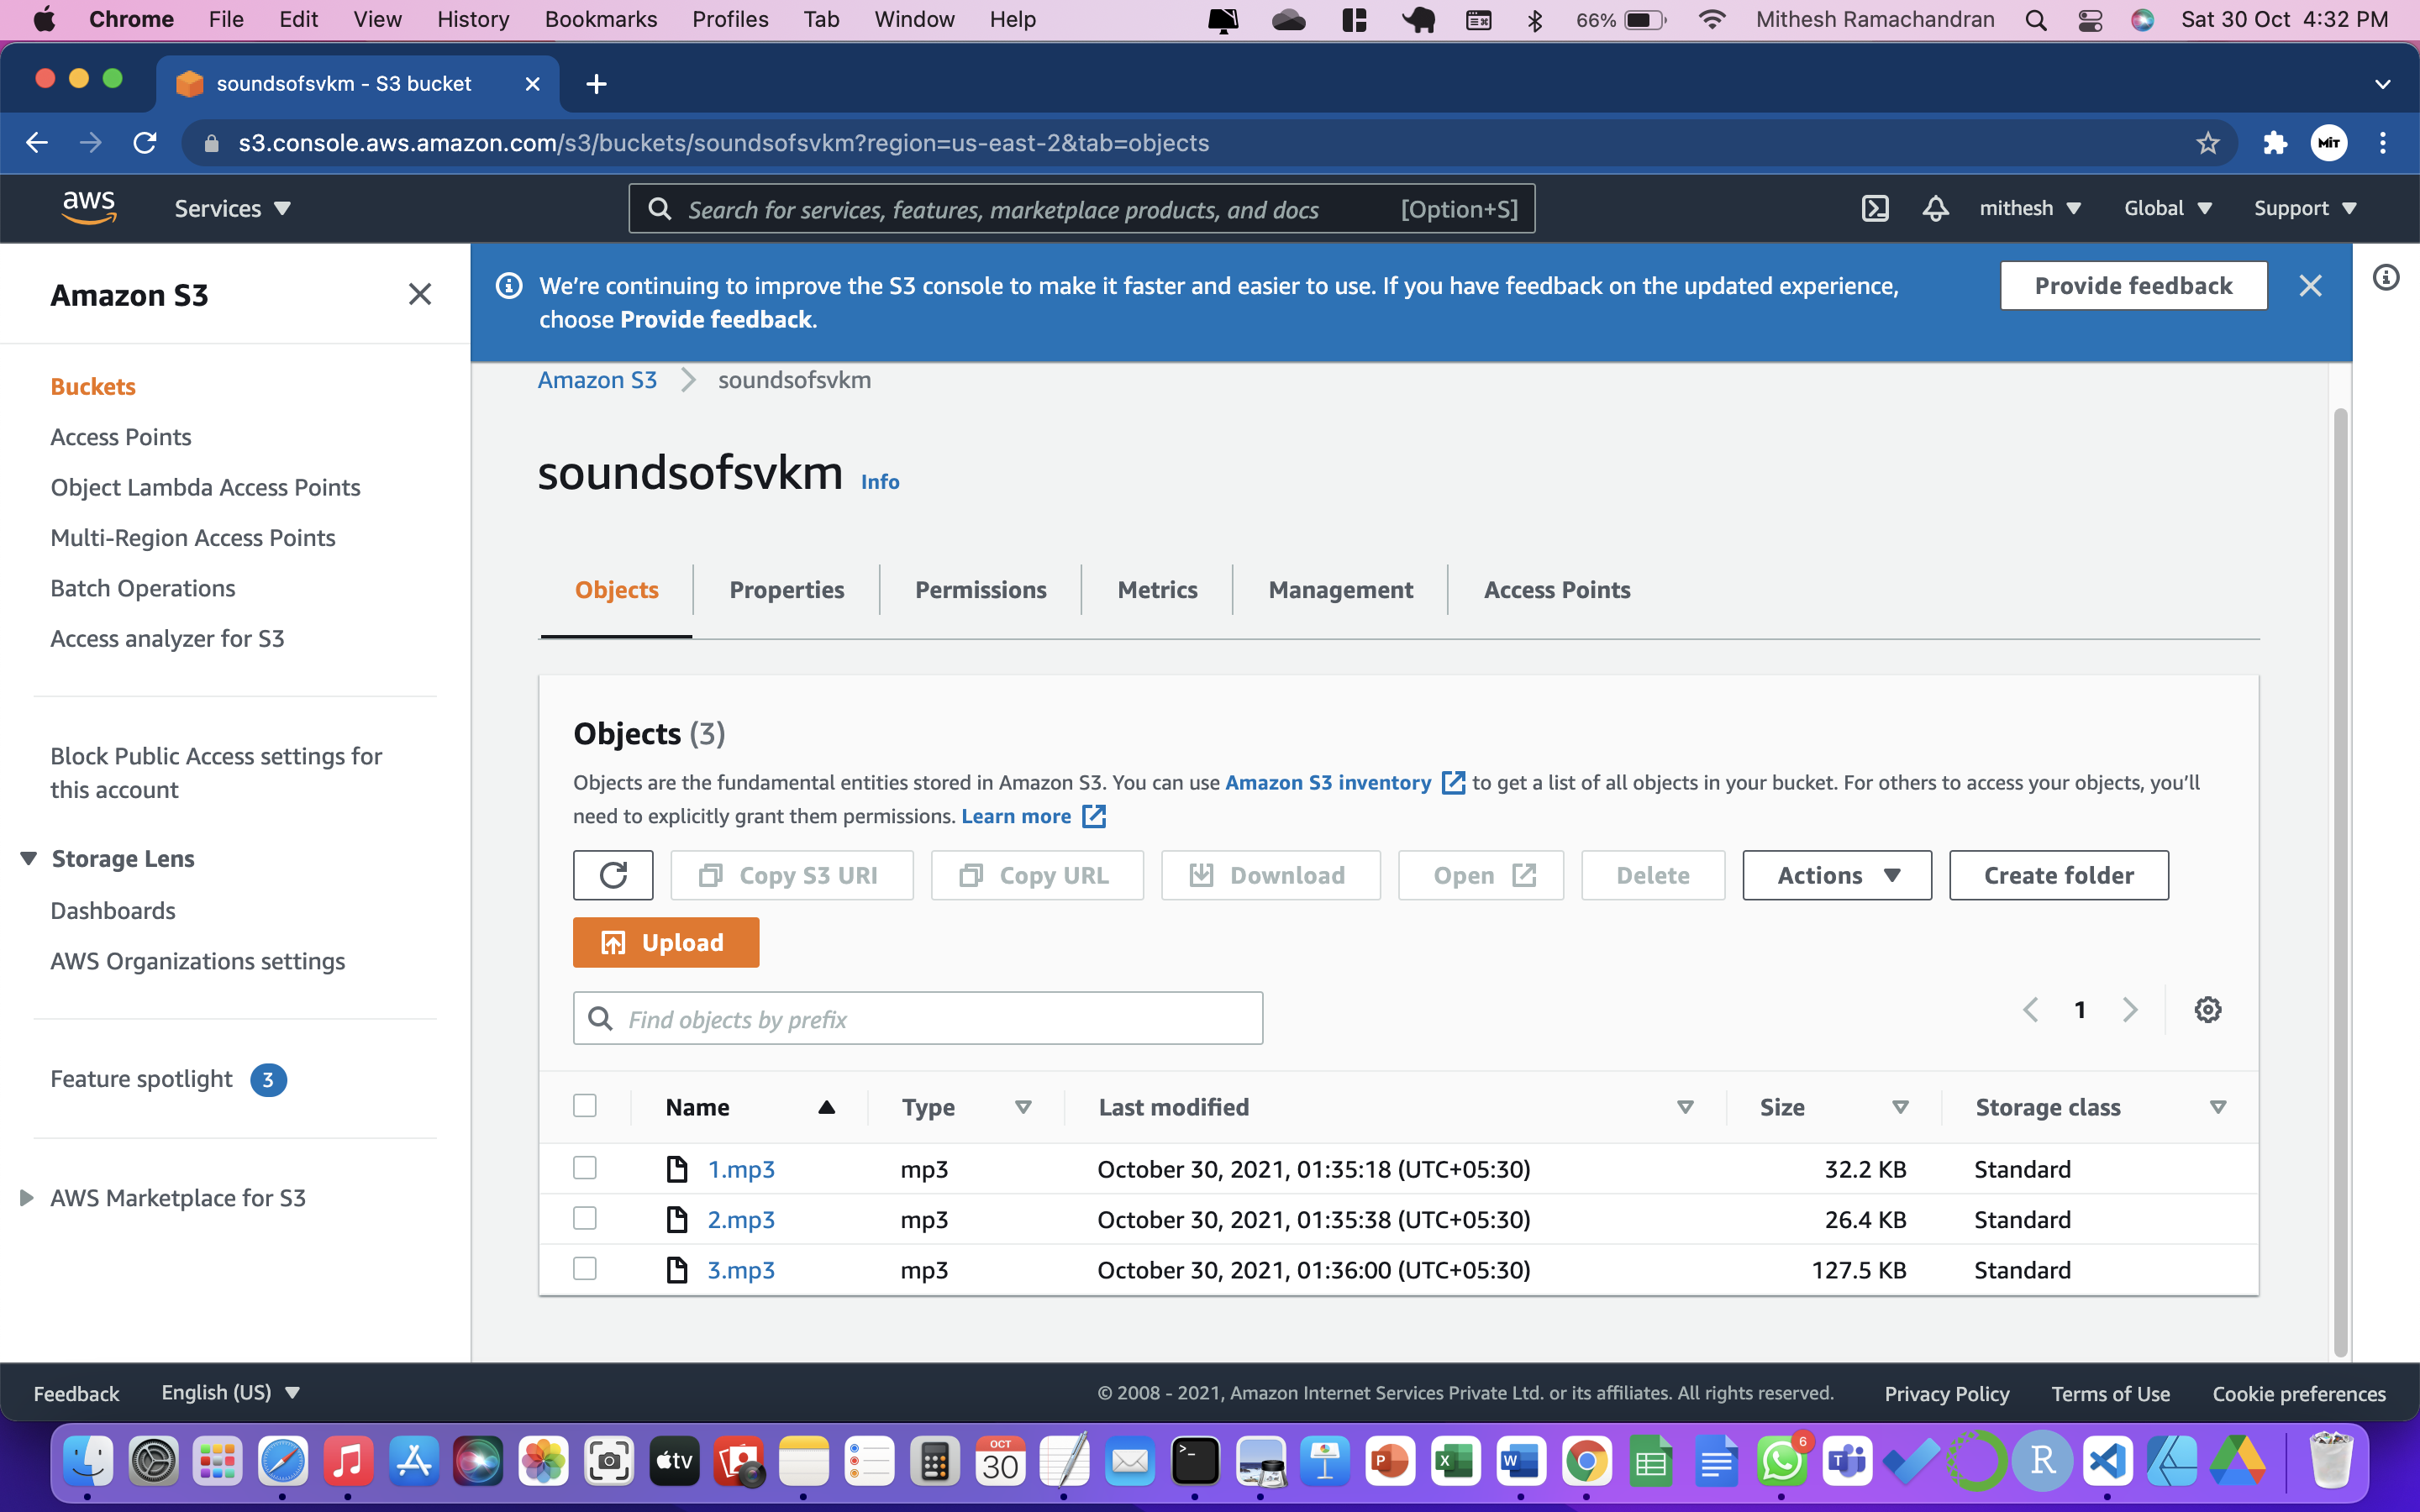 Chrome File Edit View History Bookmarks Profiles Tab Window Help 66% Mithesh Ramachandran Sat 30 Oct 4:32 PM
soundsofsvkm - S3 bucket
s3.console.aws.amazon.com/s3/buckets/soundsofsvkm?region=us-east-2&tab=objects MiT
aws Services Search for services, features, marketplace products, and docs [Option+S] mithesh Global Support
Amazon S3
Buckets
Access Points
Object Lambda Access Points
Multi-Region Access Points
Batch Operations
Access analyzer for S3
Block Public Access settings for
this account
Storage Lens
Dashboards
AWS Organizations settings
Feature spotlight 3
AWS Marketplace for S3
We’re continuing to improve the S3 console to make it faster and easier to use. If you have feedback on the updated experience,
choose Provide feedback.
Provide feedback
Amazon S3 soundsofsvkm
soundsofsvkm Info
Objects Properties Permissions Metrics Management Access Points
Objects (3)
Objects are the fundamental entities stored in Amazon S3. You can use Amazon S3 inventory to get a list of all objects in your bucket. For others to access your objects, you’ll
need to explicitly grant them permissions. Learn more
Copy S3 URI Copy URL Download Open Delete Actions Create folder
Upload
Find objects by prefix 1
Name Type Last modified Size Storage class
1.mp3 mp3 October 30, 2021, 01:35:18 (UTC+05:30) 32.2 KB Standard
2.mp3 mp3 October 30, 2021, 01:35:38 (UTC+05:30) 26.4 KB Standard
3.mp3 mp3 October 30, 2021, 01:36:00 (UTC+05:30) 127.5 KB Standard
Feedback English (US) © 2008 - 2021, Amazon Internet Services Private Ltd. or its affiliates. All rights reserved. Privacy Policy Terms of Use Cookie preferences
tv OCT 30 >_ P X W 6 T R